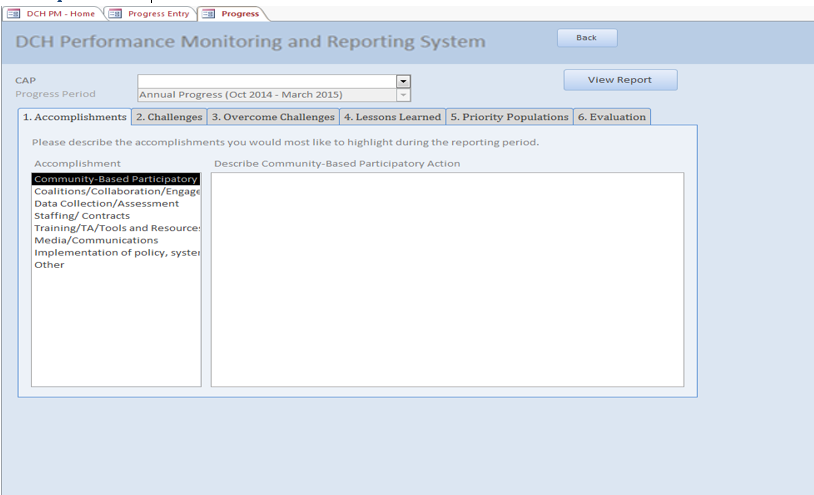 DCH PM - Home Progress Entry Progress
DCH Performance Monitoring and Reporting System Back
CAP
View Report
Progress Period Annual Progress (Oct 2014 - March 2015)
1. Accomplishments 2. Challenges 3. Overcome Challenges 4. Lessons Learned 5. Priority Populations 6. Evaluation
Please describe the accomplishments you would most like to highlight during the reporting period.
Accomplishment Describe Community-Based Participatory Action
Community-Based Participatory
Coalitions/Collaboration/Engage
Data Collection/Assessment
Staffing/ Contracts
Training/TA/Tools and Resources
Media/Communications
Implementation of policy, syster
Other